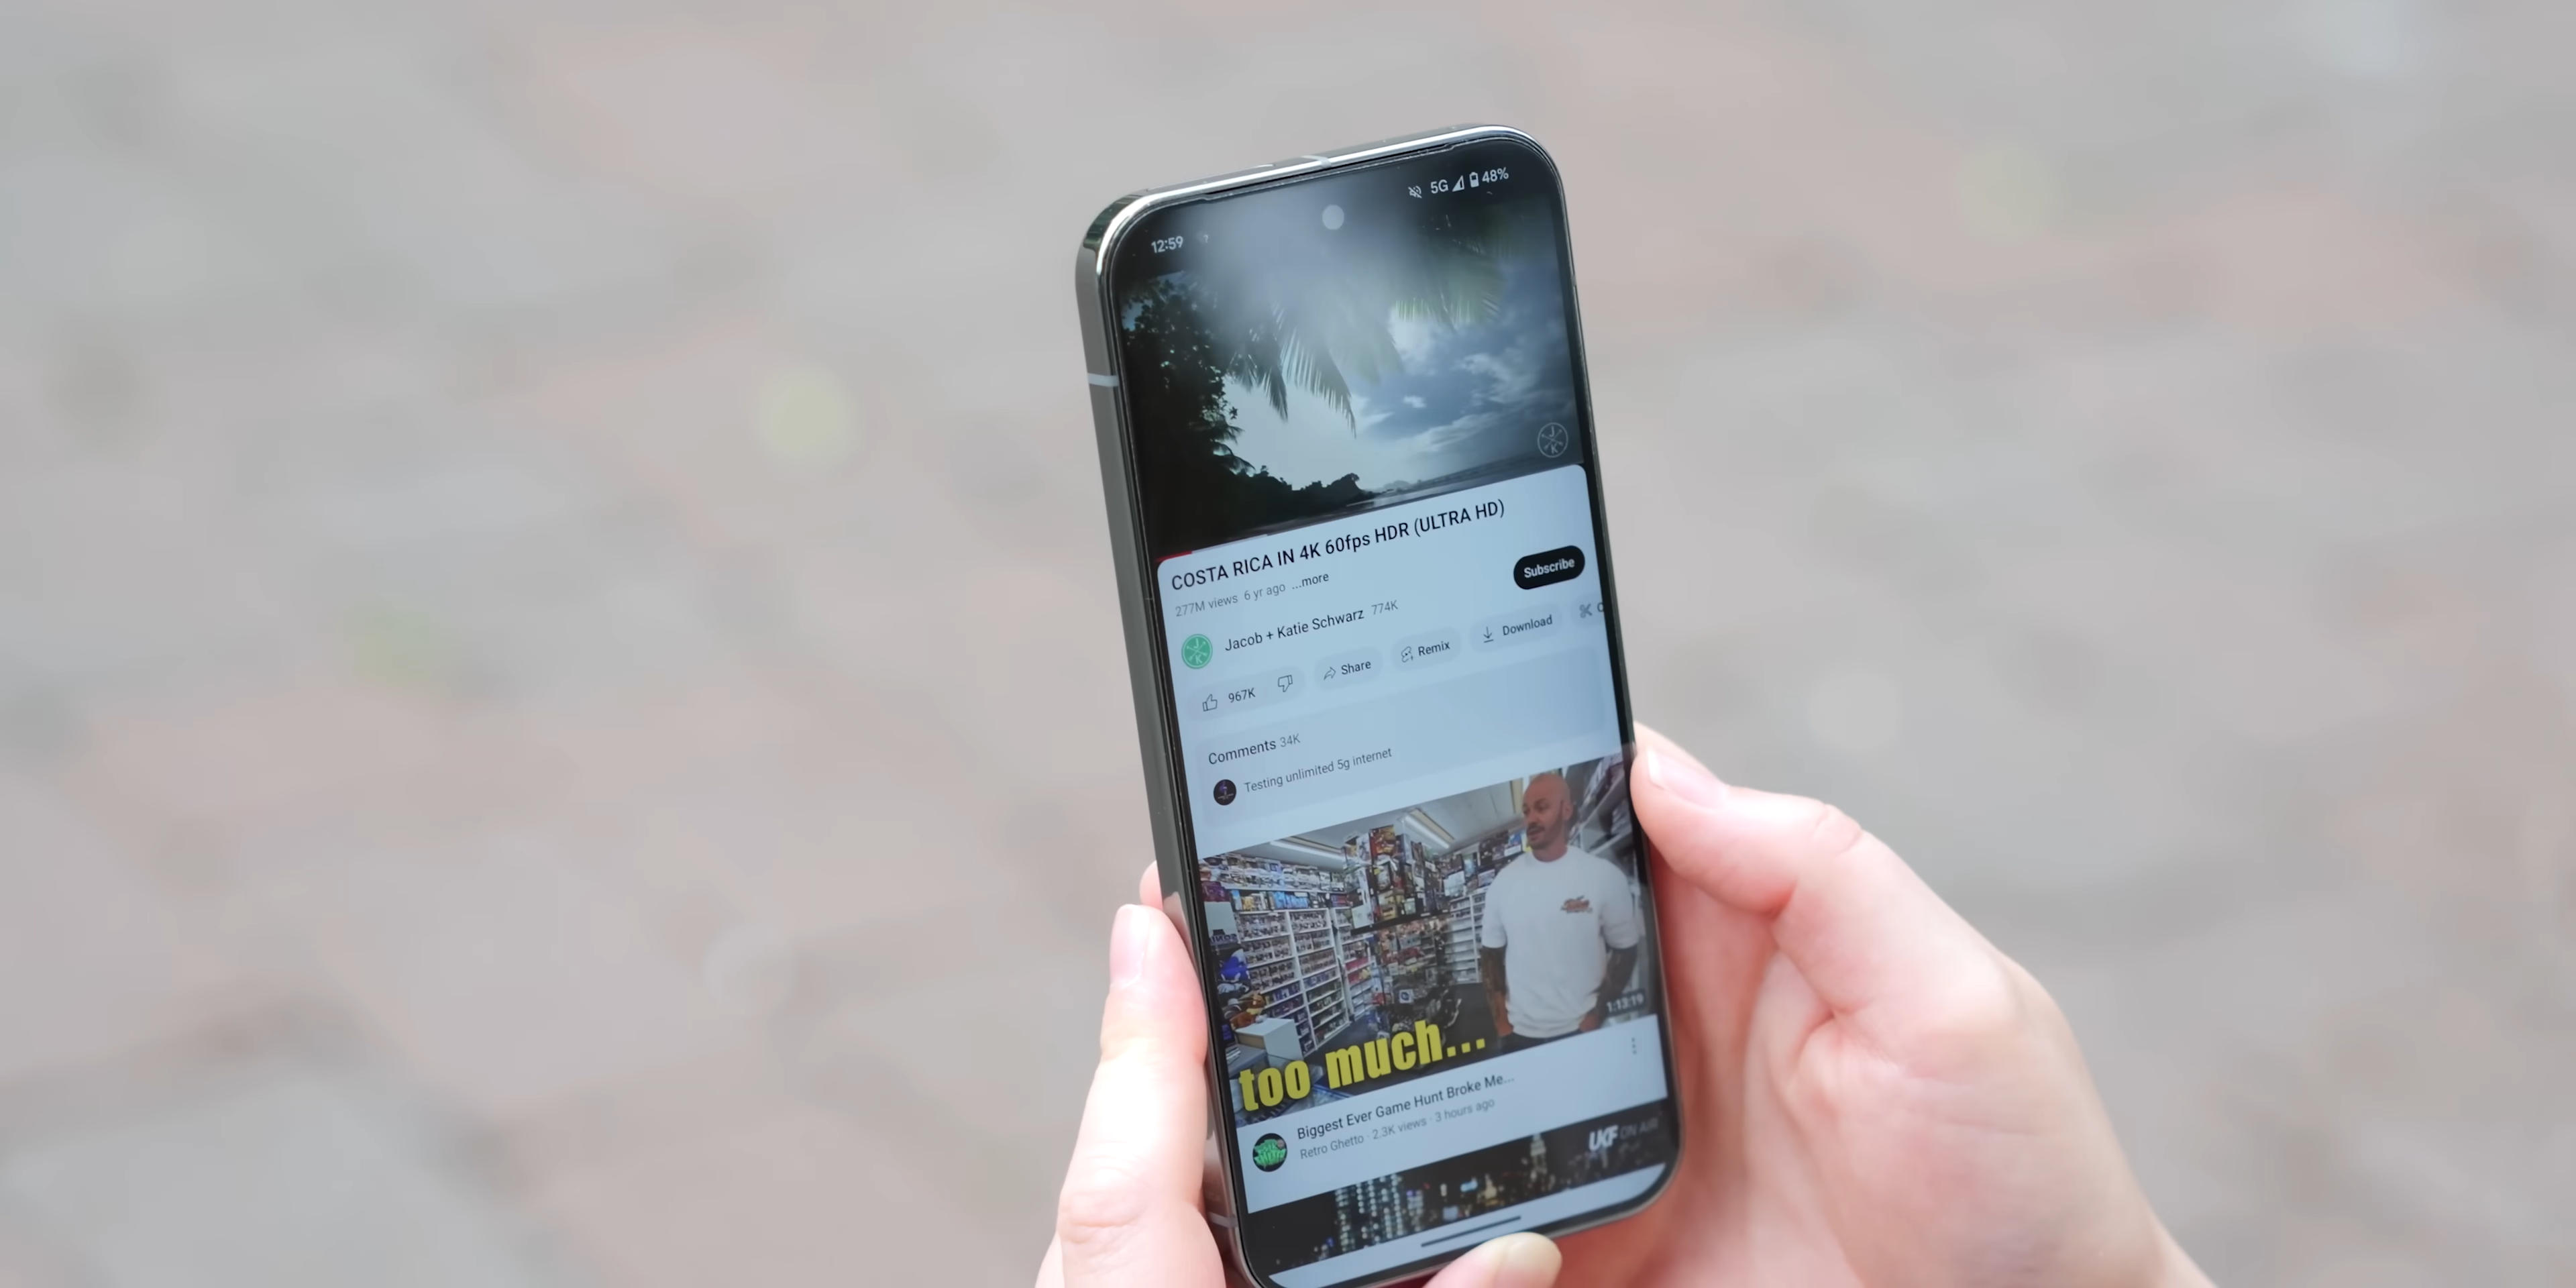 12:59
5G 48%
J K
COSTA RICA IN 4K 60fps HDR (ULTRA HD)
277M views 6 yr ago ...more
Jacob + Katie Schwarz 774K
Subscribe
967K Share Remix Download
Comments 34K
Testing unlimited 5g internet
too much...
1:13:19
Biggest Ever Game Hunt Broke Me...
Retro Ghetto · 2.3K views · 3 hours ago
UKF ON AIR